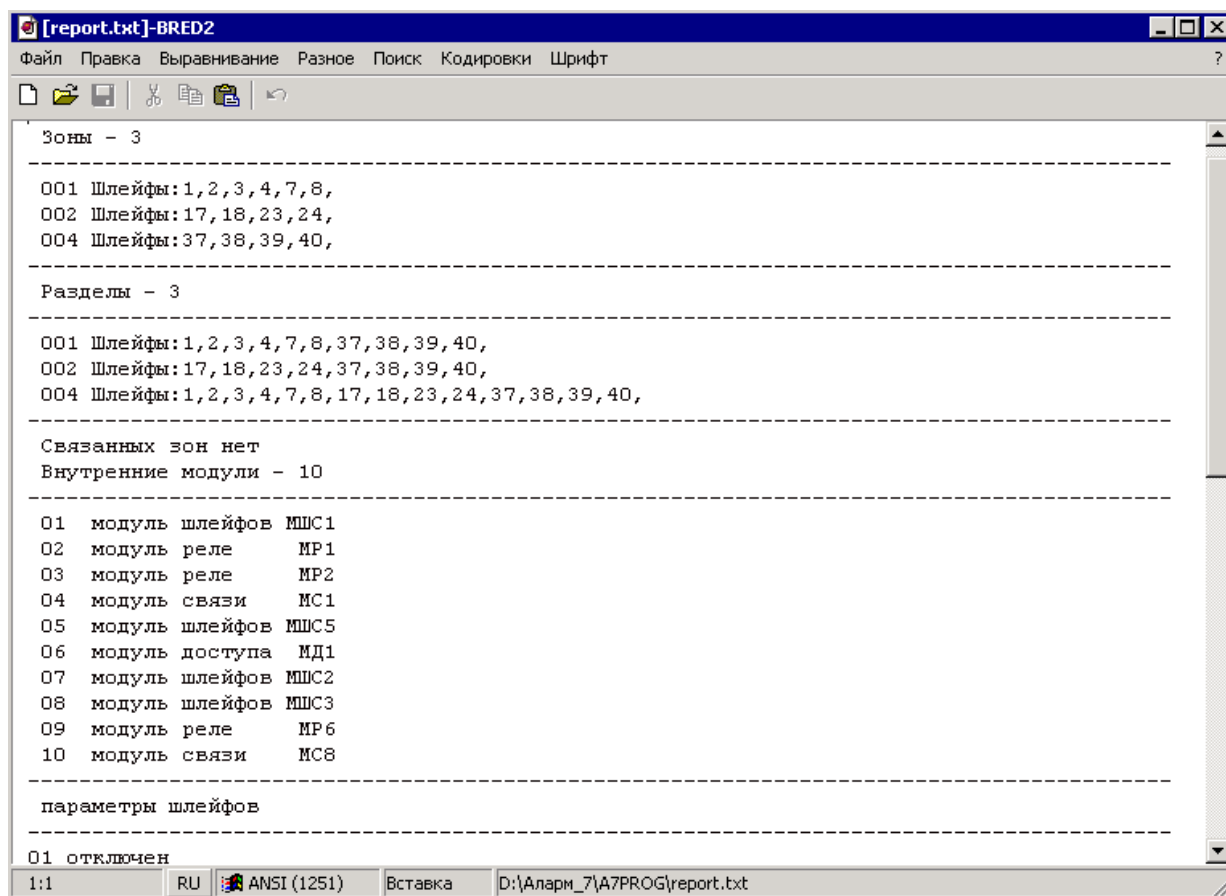 [report.txt]-BRED2
Файл Правка Выравнивание Разное Поиск Кодировки Шрифт ?
Зоны - 3
001 Шлейфы:1,2,3,4,7,8,
002 Шлейфы:17,18,23,24,
004 Шлейфы:37,38,39,40,
Разделы - 3
001 Шлейфы:1,2,3,4,7,8,37,38,39,40,
002 Шлейфы:17,18,23,24,37,38,39,40,
004 Шлейфы:1,2,3,4,7,8,17,18,23,24,37,38,39,40,
Связанных зон нет
Внутренние модули - 10
01 модуль шлейфов МШС1
02 модуль реле МР1
03 модуль реле МР2
04 модуль связи МС1
05 модуль шлейфов МШС5
06 модуль доступа МД1
07 модуль шлейфов МШС2
08 модуль шлейфов МШС3
09 модуль реле МР6
10 модуль связи МС8
параметры шлейфов
01 отключен
1:1 RU ANSI (1251) Вставка D:\Аларм_7\A7PROG\report.txt